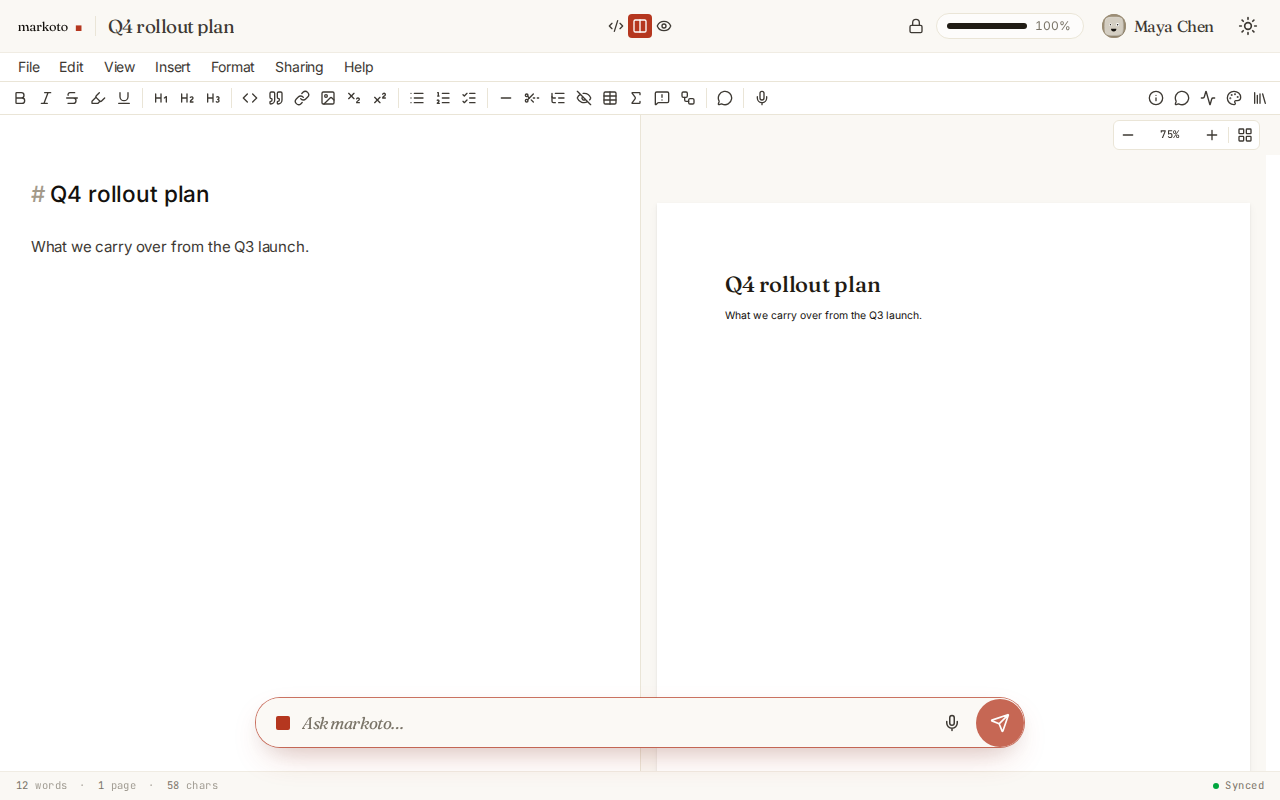 markoto
Q4 rollout plan
100%
Maya Chen
File Edit View Insert Format Sharing Help
H1 H2 H3
75%
# Q4 rollout plan
What we carry over from the Q3 launch.
Q4 rollout plan
What we carry over from the Q3 launch.
Ask markoto...
12 words · 1 page · 58 chars
Synced